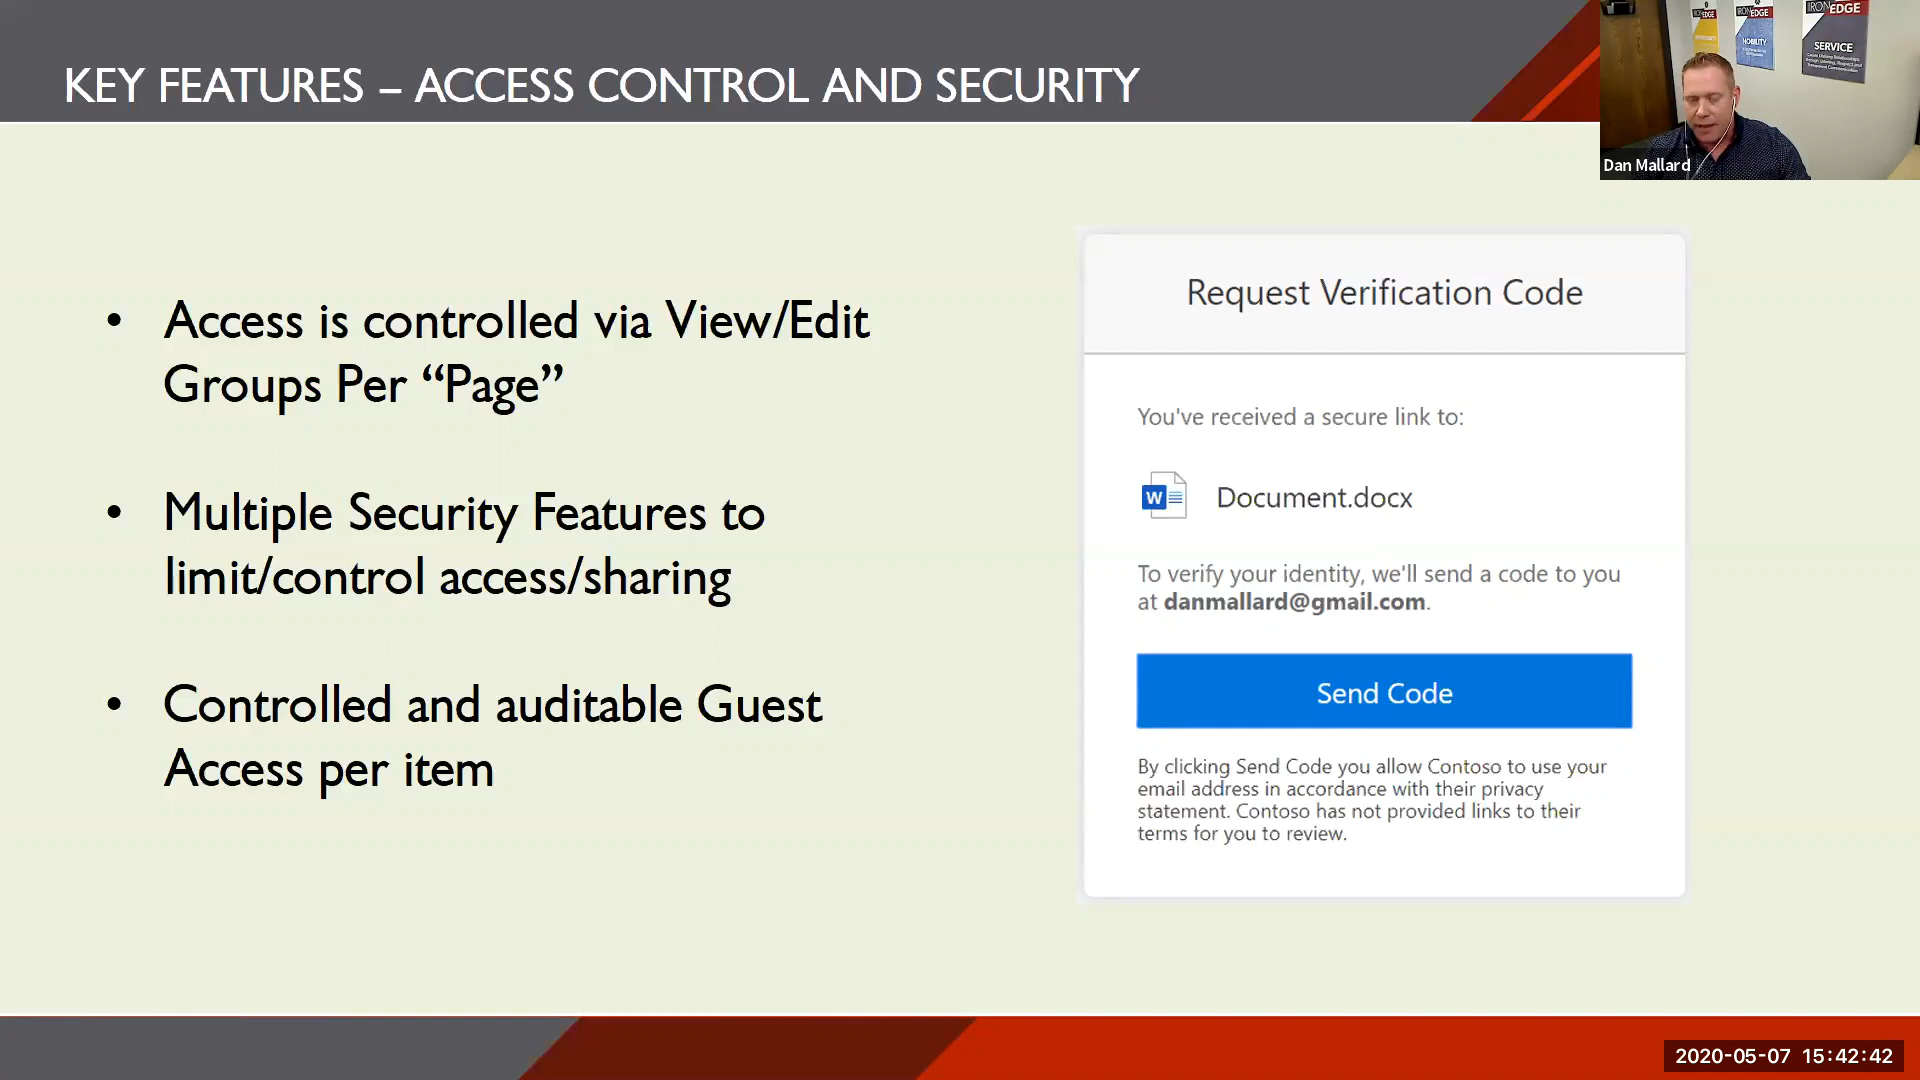 KEY FEATURES – ACCESS CONTROL AND SECURITY
IRONEDGE
IRONEDGE
IRONEDGE
NOBILITY
SERVICE
Dan Mallard
• Access is controlled via View/Edit
Groups Per “Page”
• Multiple Security Features to
limit/control access/sharing
• Controlled and auditable Guest
Access per item
Request Verification Code
You've received a secure link to:
W
Document.docx
To verify your identity, we'll send a code to you
at danmallard@gmail.com.
Send Code
By clicking Send Code you allow Contoso to use your
email address in accordance with their privacy
statement. Contoso has not provided links to their
terms for you to review.
2020-05-07 15:42:42